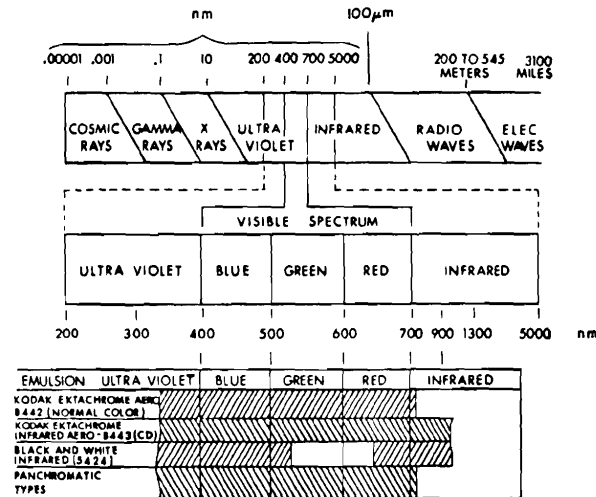 nm 100μm
.00001 .001 .1 10 200 400 700 5000 200 TO 545 3100
METERS MILES
COSMIC GAMMA X ULTRA INFRARED RADIO ELEC
RAYS RAYS RAYS VIOLET WAVES WAVES
VISIBLE SPECTRUM
ULTRA VIOLET BLUE GREEN RED INFRARED
200 300 400 500 600 700 900 1300 5000 nm
EMULSION ULTRA VIOLET BLUE GREEN RED INFRARED
KODAK EKTACHROME AERO
8442 (NORMAL COLOR)
KODAK EKTACHROME
INFRARED AERO-8443 (CD)
BLACK AND WHITE
INFRARED (5424)
PANCHROMATIC
TYPES